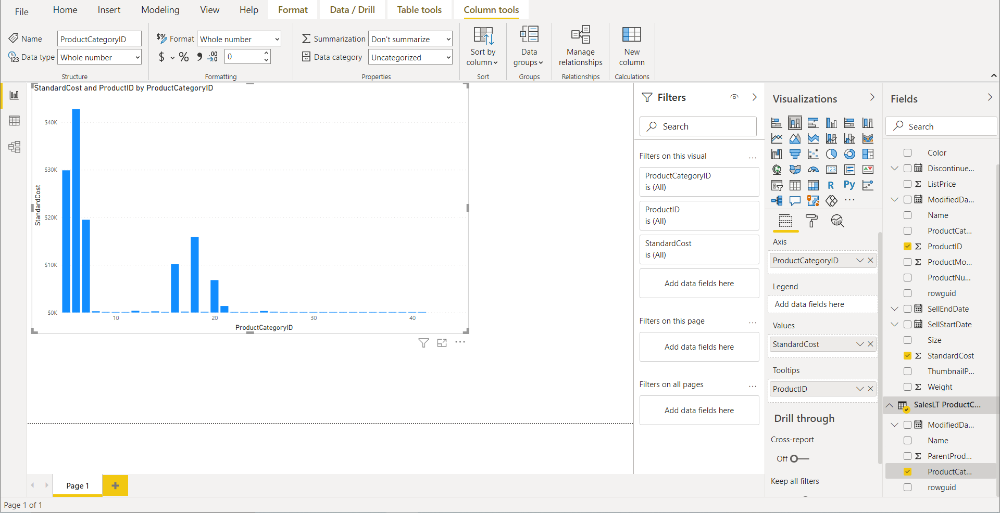 File
Home
Insert
Modeling
View
Help
Format
Data / Drill
Table tools
Column tools
Name
ProductCategoryID
Data type
Whole number
Structure
Format
Whole number
$
%
0
Formatting
Summarization
Don't summarize
Data category
Uncategorized
Properties
Sort by
column
Sort
Data
groups
Groups
Manage
relationships
Relationships
New
column
Calculations
StandardCost and ProductID by ProductCategoryID
$40K
$30K
$20K
$10K
$0K
StandardCost
10
20
30
40
ProductCategoryID
Filters
Search
Filters on this visual
ProductCategoryID
is (All)
ProductID
is (All)
StandardCost
is (All)
Add data fields here
Filters on this page
Add data fields here
Filters on all pages
Add data fields here
Visualizations
123
R
Py
Axis
ProductCategoryID
Legend
Add data fields here
Values
StandardCost
Tooltips
ProductID
Drill through
Cross-report
Off
Keep all filters
Fields
Search
Color
Discontinue...
ListPrice
ModifiedDa...
Name
ProductCat...
ProductID
ProductMo...
ProductNu...
rowguid
SellEndDate
SellStartDate
Size
StandardCost
ThumbnailP...
Weight
SalesLT ProductC...
ModifiedDa...
Name
ParentProd...
ProductCat...
rowguid
Page 1
Page 1 of 1